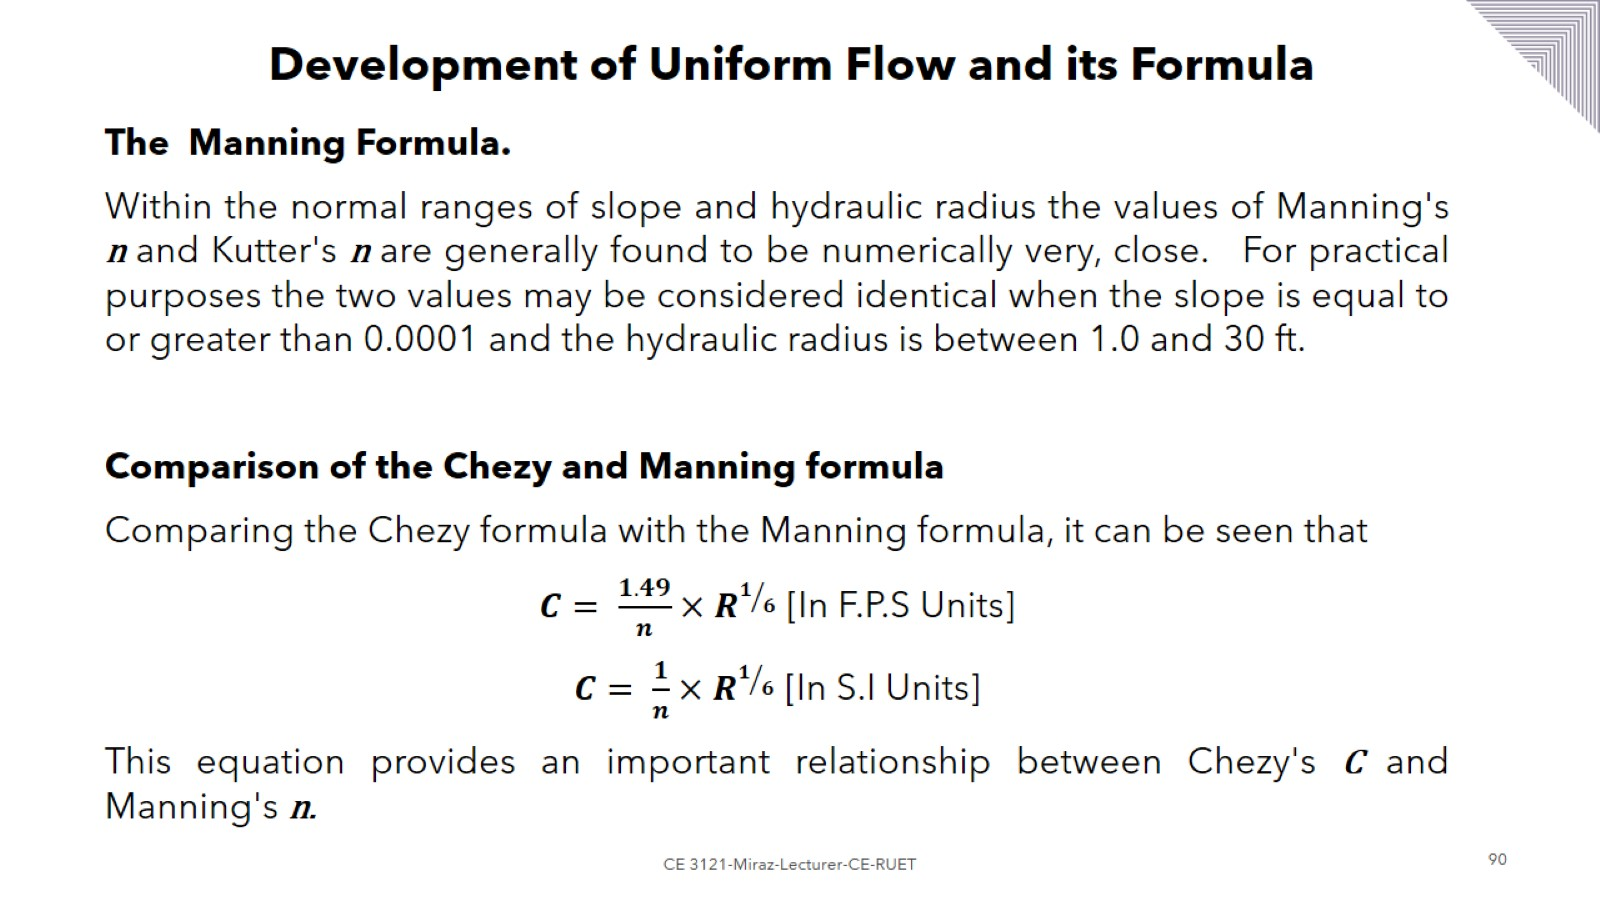 Development of Uniform Flow and its Formula
The Manning Formula.
Within the normal ranges of slope and hydraulic radius the values of Manning's
n and Kutter's n are generally found to be numerically very, close. For practical
purposes the two values may be considered identical when the slope is equal to
or greater than 0.0001 and the hydraulic radius is between 1.0 and 30 ft.
Comparison of the Chezy and Manning formula
Comparing the Chezy formula with the Manning formula, it can be seen that
C = 1.49/n × R^1/6 [In F.P.S Units]
C = 1/n × R^1/6 [In S.I Units]
This equation provides an important relationship between Chezy's C and
Manning's n.
CE 3121-Miraz-Lecturer-CE-RUET
90